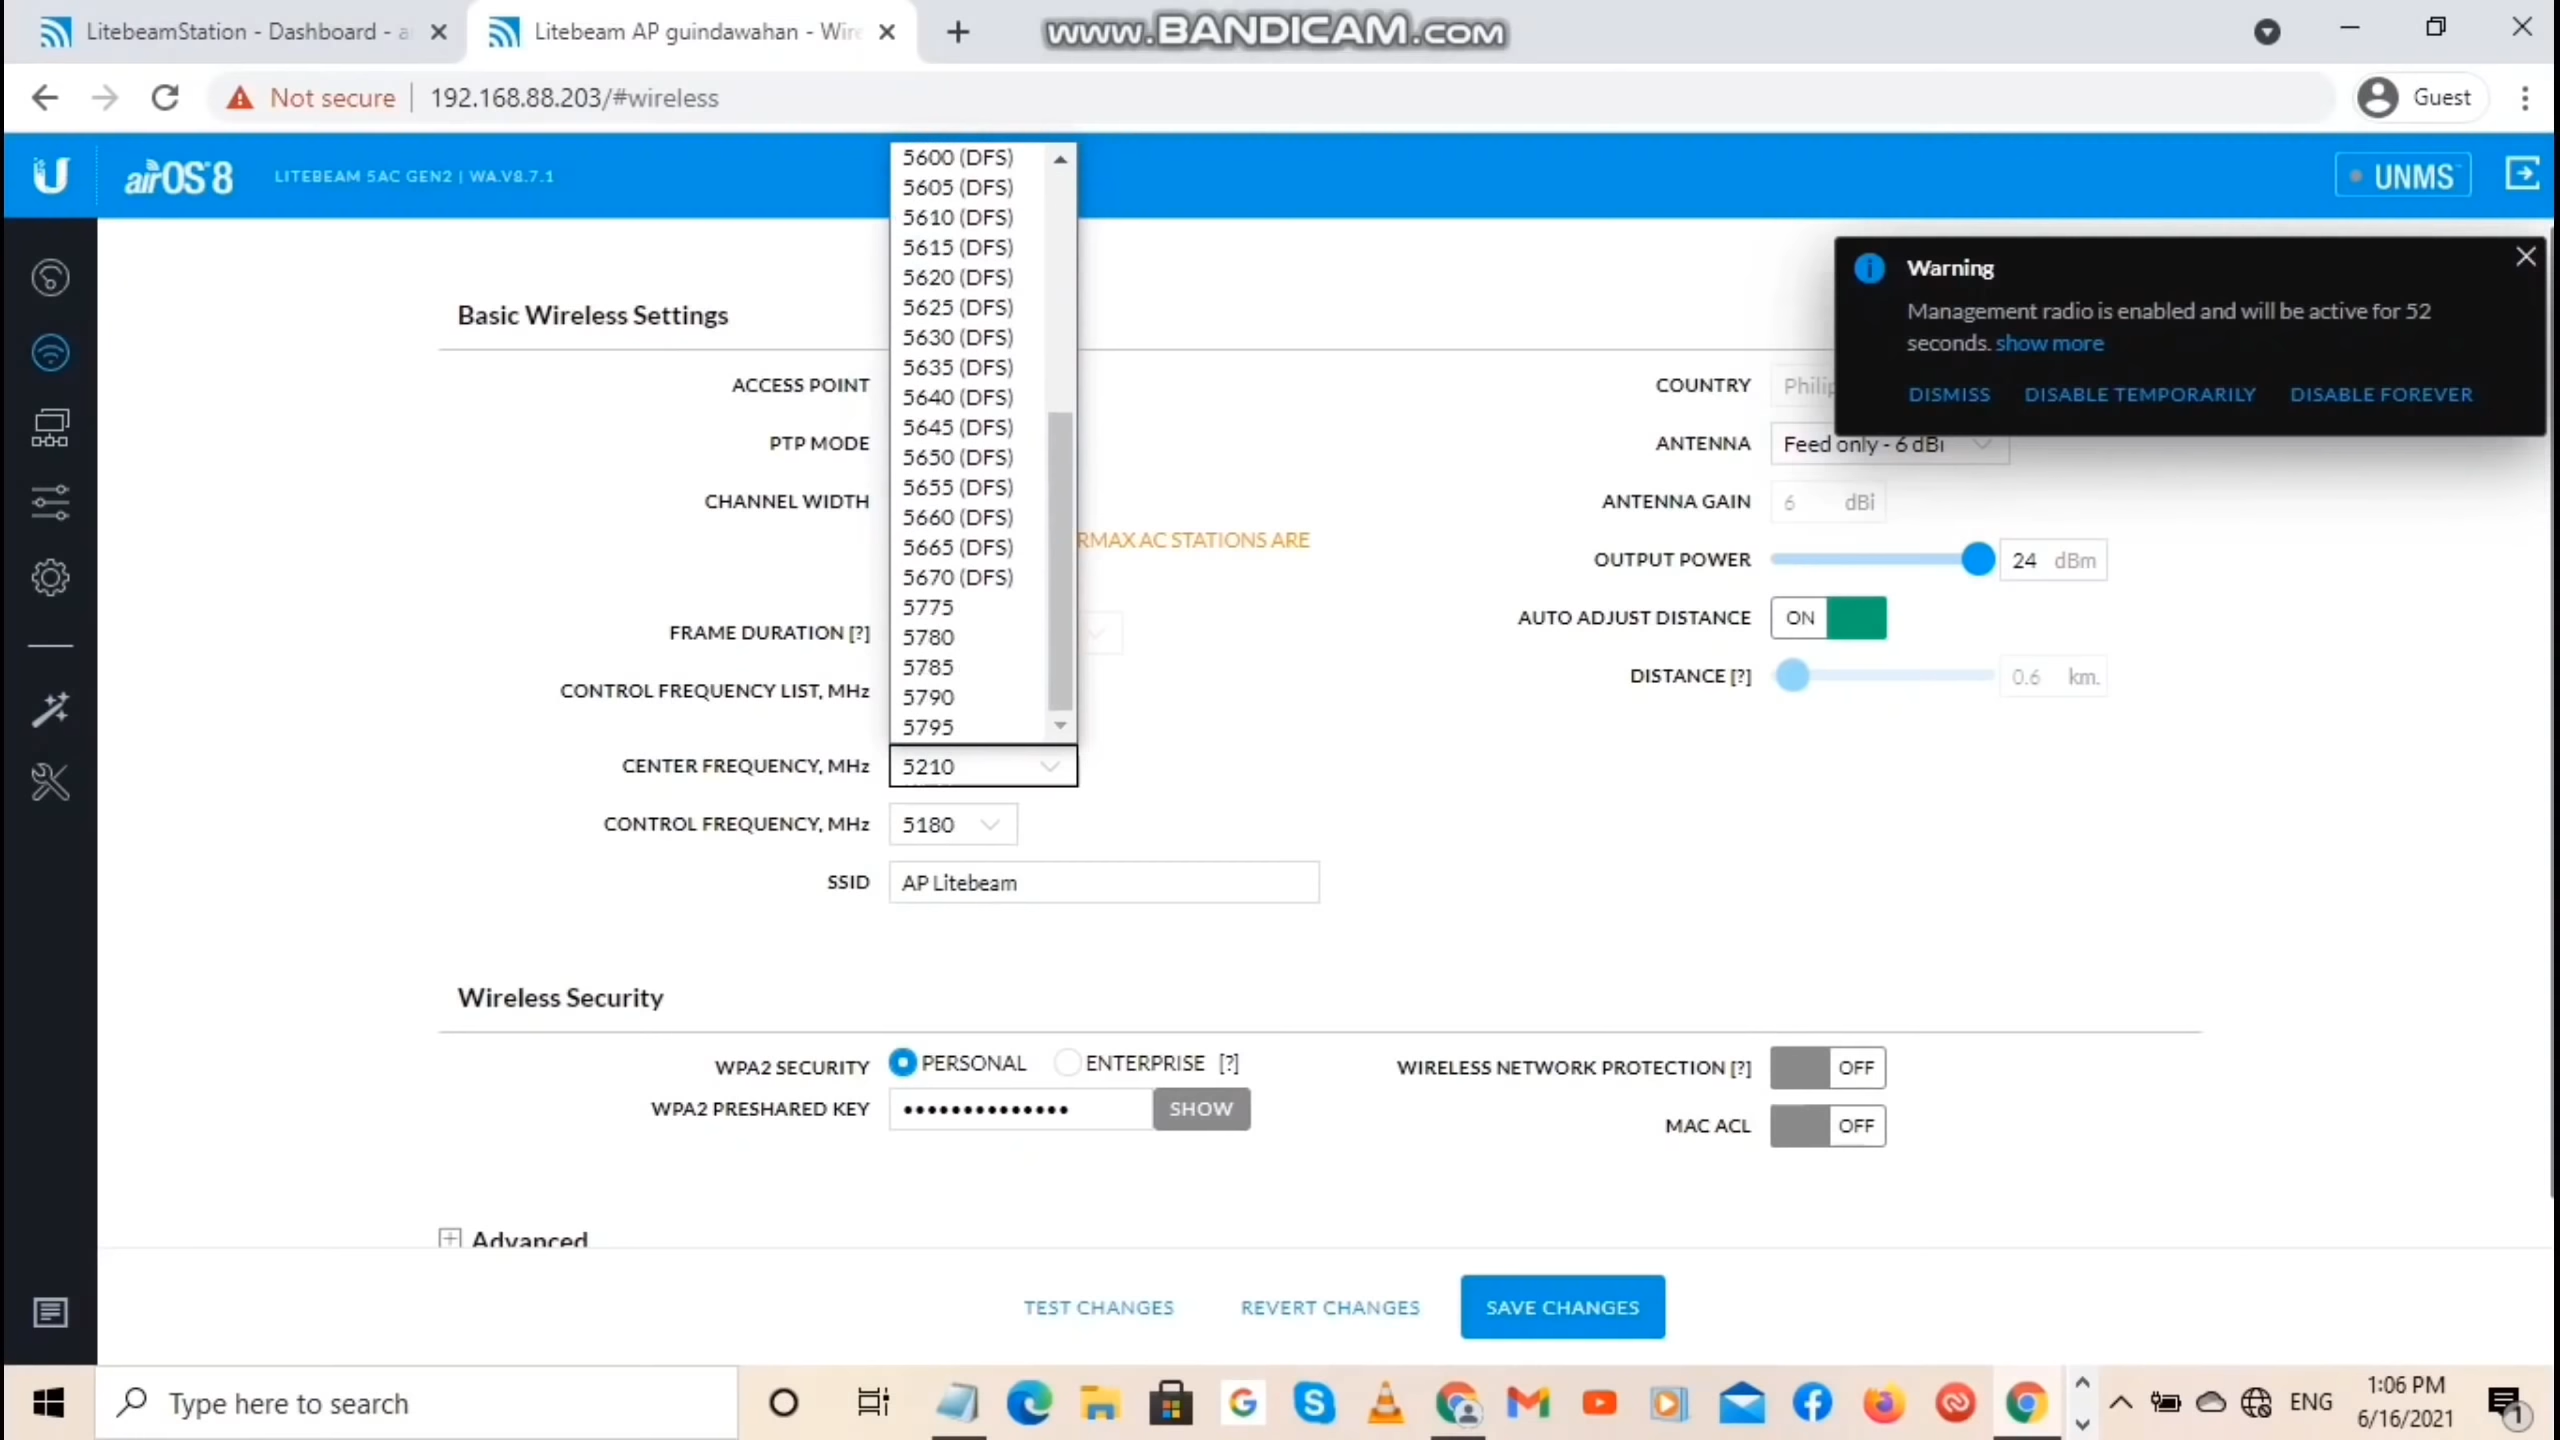 LitebeamStation - Dashboard - a
Litebeam AP guindawahan - Wire
www.BANDICAM.com
Not secure
192.168.88.203/#wireless
Guest
airOS 8
LITEBEAM 5AC GEN2 | WA.V8.7.1
UNMS
Warning
Management radio is enabled and will be active for 52
seconds. show more
DISMISS
DISABLE TEMPORARILY
DISABLE FOREVER
5600 (DFS)
5605 (DFS)
5610 (DFS)
5615 (DFS)
5620 (DFS)
5625 (DFS)
5630 (DFS)
5635 (DFS)
5640 (DFS)
5645 (DFS)
5650 (DFS)
5655 (DFS)
5660 (DFS)
5665 (DFS)
5670 (DFS)
5775
5780
5785
5790
5795
Basic Wireless Settings
ACCESS POINT
PTP MODE
CHANNEL WIDTH
RMAX AC STATIONS ARE
FRAME DURATION [?]
CONTROL FREQUENCY LIST, MHz
CENTER FREQUENCY, MHz
5210
CONTROL FREQUENCY, MHz
5180
SSID
AP Litebeam
COUNTRY
Philip
ANTENNA
Feed only - 6 dBi
ANTENNA GAIN
6 dBi
OUTPUT POWER
24 dBm
AUTO ADJUST DISTANCE
ON
DISTANCE [?]
0.6 km.
Wireless Security
WPA2 SECURITY
PERSONAL
ENTERPRISE [?]
WPA2 PRESHARED KEY
••••••••••••••
SHOW
WIRELESS NETWORK PROTECTION [?]
OFF
MAC ACL
OFF
Advanced
TEST CHANGES
REVERT CHANGES
SAVE CHANGES
Type here to search
ENG
1:06 PM
6/16/2021
1